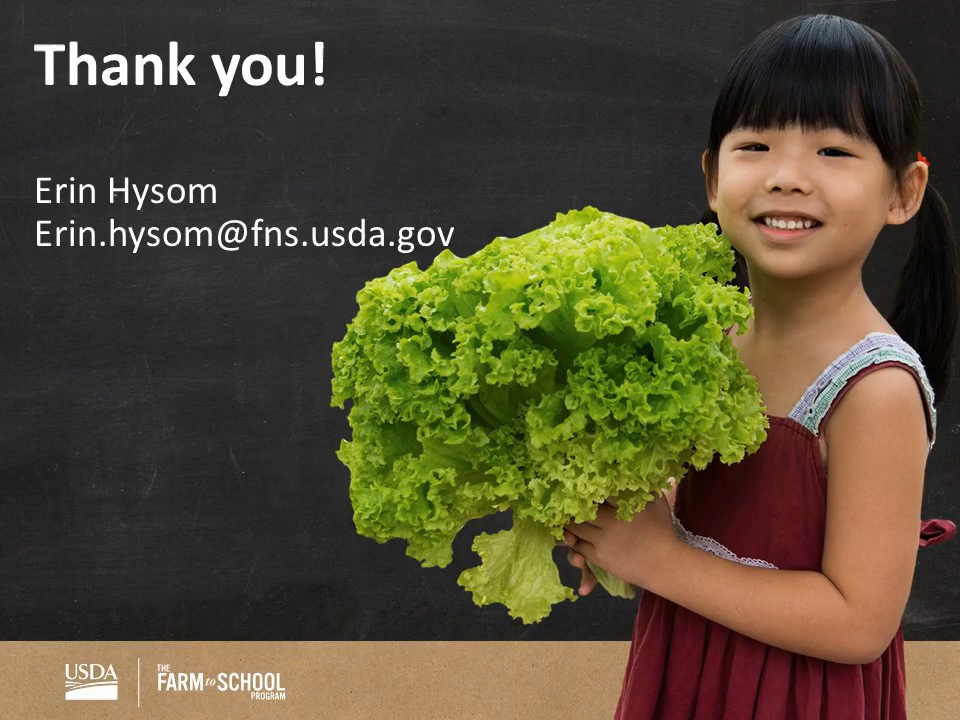 Thank you!
Erin Hysom
Erin.hysom@fns.usda.gov
USDA
THE
FARM to SCHOOL
PROGRAM